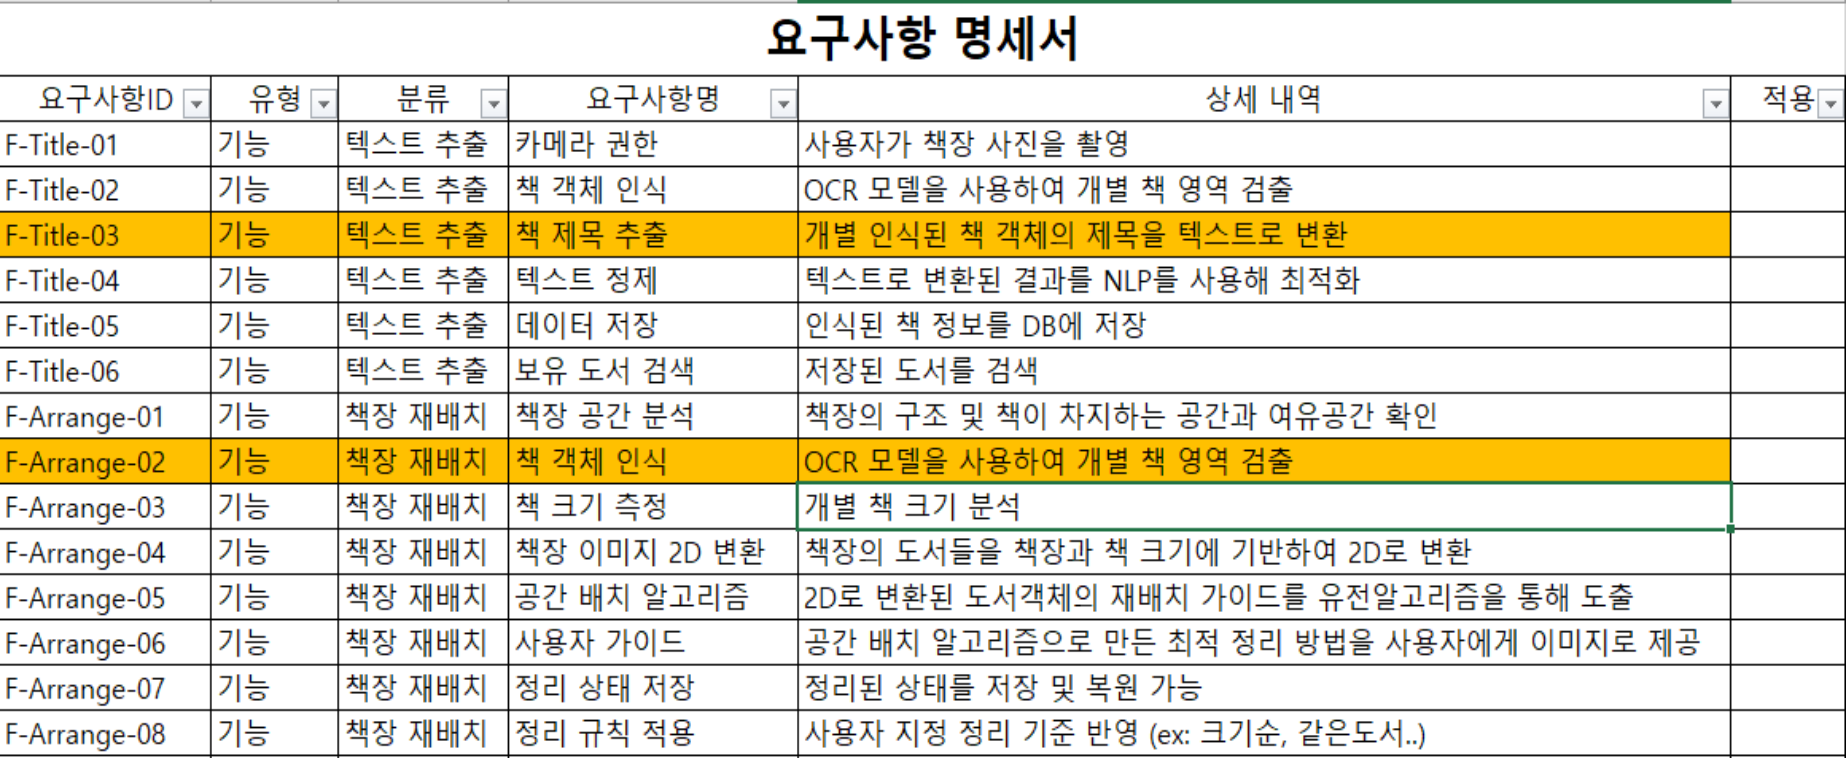 요구사항 명세서
요구사항ID 유형 분류 요구사항명 상세 내역 적용
F-Title-01 기능 텍스트 추출 카메라 권한 사용자가 책장 사진을 촬영
F-Title-02 기능 텍스트 추출 책 객체 인식 OCR 모델을 사용하여 개별 책 영역 검출
F-Title-03 기능 텍스트 추출 책 제목 추출 개별 인식된 책 객체의 제목을 텍스트로 변환
F-Title-04 기능 텍스트 추출 텍스트 정제 텍스트로 변환된 결과를 NLP를 사용해 최적화
F-Title-05 기능 텍스트 추출 데이터 저장 인식된 책 정보를 DB에 저장
F-Title-06 기능 텍스트 추출 보유 도서 검색 저장된 도서를 검색
F-Arrange-01 기능 책장 재배치 책장 공간 분석 책장의 구조 및 책이 차지하는 공간과 여유공간 확인
F-Arrange-02 기능 책장 재배치 책 객체 인식 OCR 모델을 사용하여 개별 책 영역 검출
F-Arrange-03 기능 책장 재배치 책 크기 측정 개별 책 크기 분석
F-Arrange-04 기능 책장 재배치 책장 이미지 2D 변환 책장의 도서들을 책장과 책 크기에 기반하여 2D로 변환
F-Arrange-05 기능 책장 재배치 공간 배치 알고리즘 2D로 변환된 도서객체의 재배치 가이드를 유전알고리즘을 통해 도출
F-Arrange-06 기능 책장 재배치 사용자 가이드 공간 배치 알고리즘으로 만든 최적 정리 방법을 사용자에게 이미지로 제공
F-Arrange-07 기능 책장 재배치 정리 상태 저장 정리된 상태를 저장 및 복원 가능
F-Arrange-08 기능 책장 재배치 정리 규칙 적용 사용자 지정 정리 기준 반영 (ex: 크기순, 같은도서..)